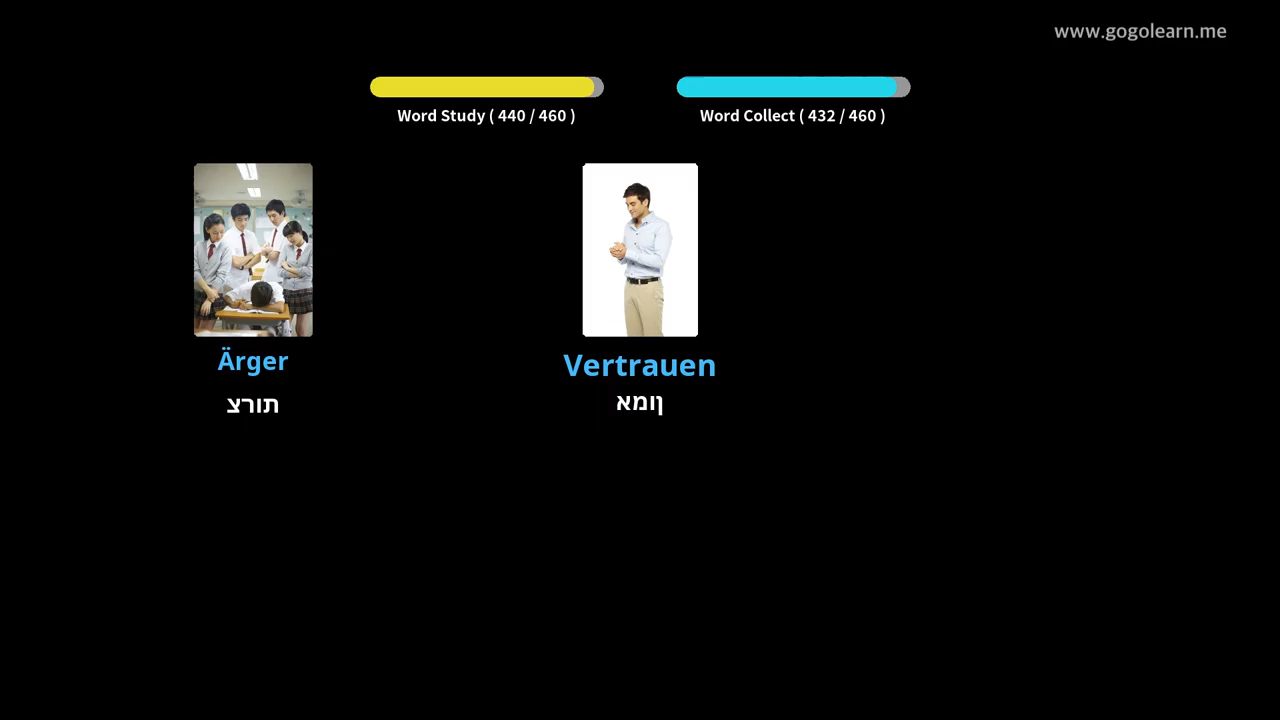 www.gogolearn.me
Word Study ( 440 / 460 )
Word Collect ( 432 / 460 )
Ärger
צרות
Vertrauen
אמון